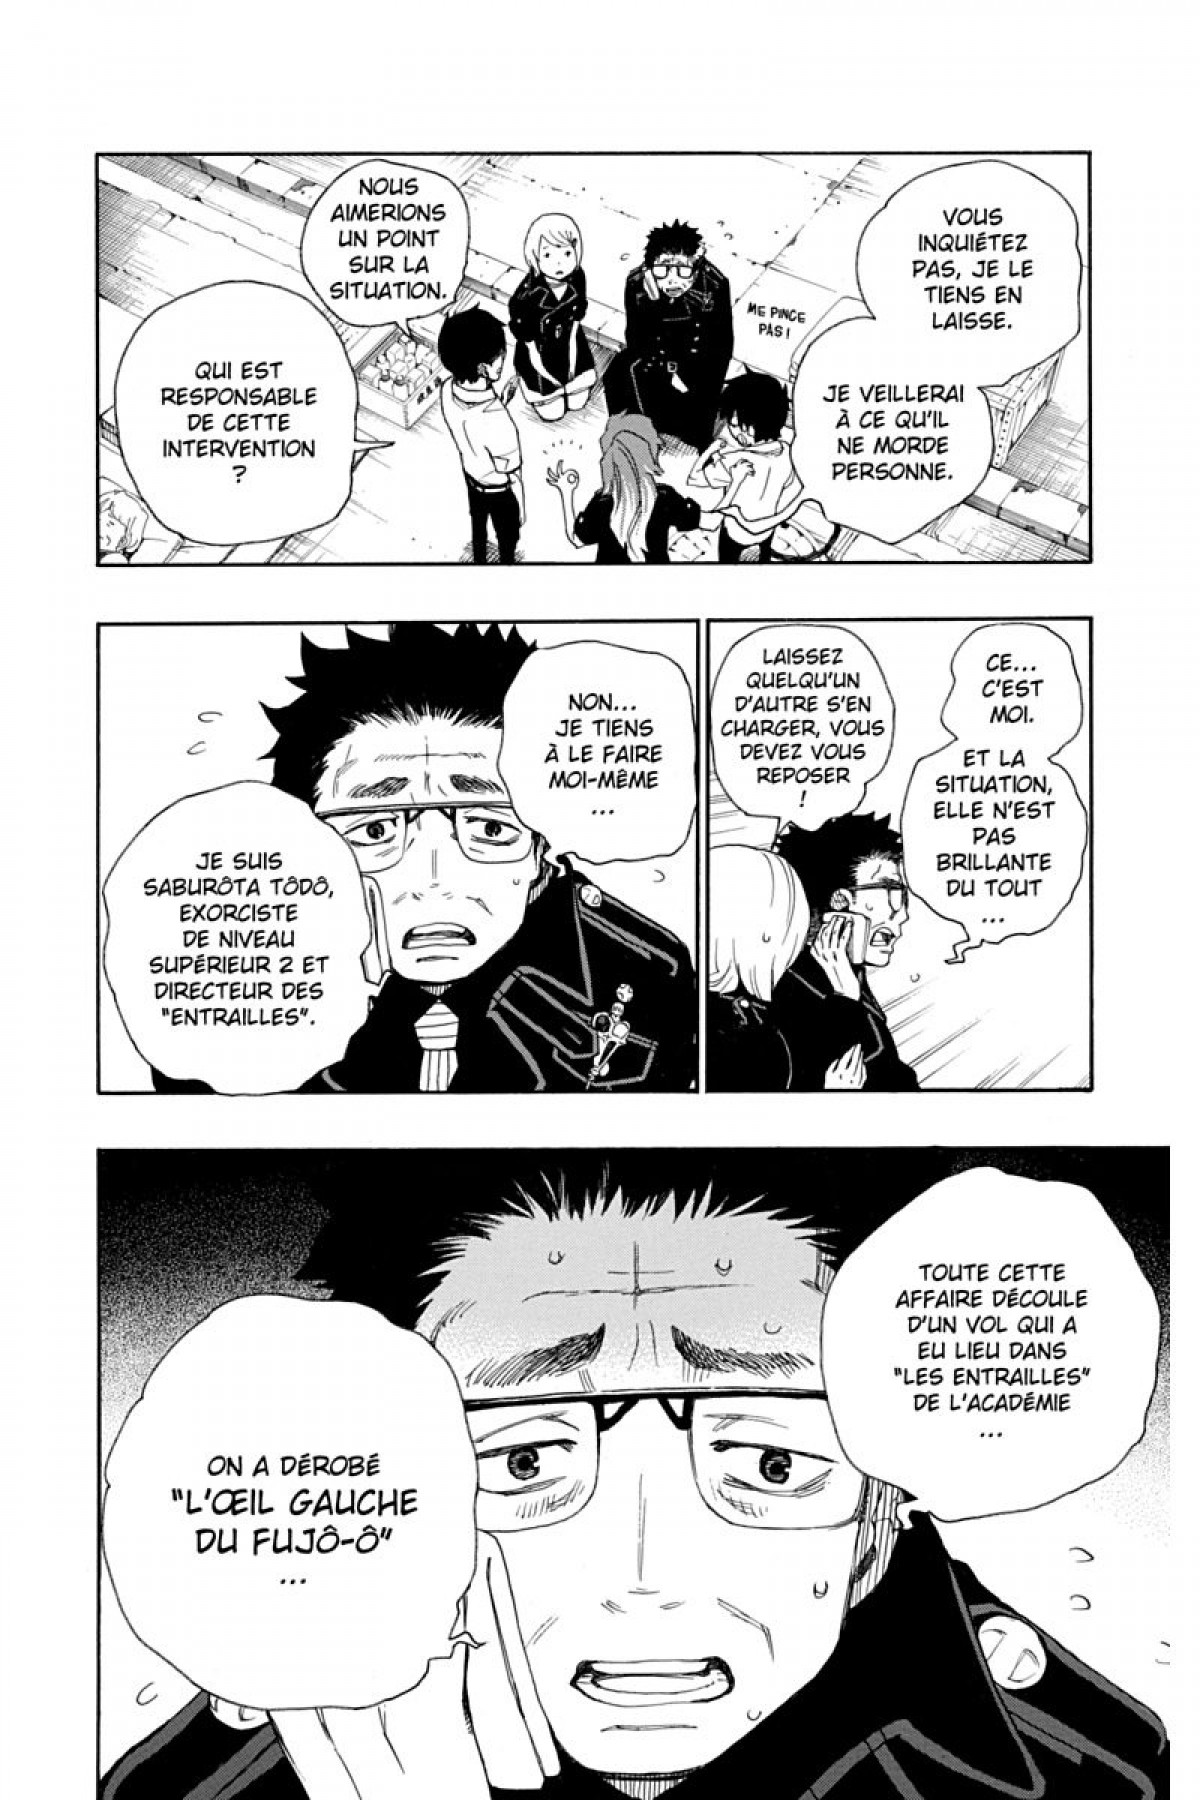 VOUS
INQUIÉTEZ
PAS, JE LE
TIENS EN
LAISSE.
JE VEILLERAI
À CE QU'IL
NE MORDE
PERSONNE.
ME PINCE
PAS !
NOUS
AIMERIONS
UN POINT
SUR LA
SITUATION.
QUI EST
RESPONSABLE
DE CETTE
INTERVENTION
?
CE...
C'EST
MOI.
ET LA
SITUATION,
ELLE N'EST
PAS
BRILLANTE
DU TOUT
...
LAISSEZ
QUELQU'UN
D'AUTRE S'EN
CHARGER, VOUS
DEVEZ VOUS
REPOSER
!
NON...
JE TIENS
À LE FAIRE
MOI-MÊME
...
JE SUIS
SABURÔTA TÔDÔ,
EXORCISTE
DE NIVEAU
SUPÉRIEUR 2 ET
DIRECTEUR DES
"ENTRAILLES".
TOUTE CETTE
AFFAIRE DÉCOULE
D'UN VOL QUI A
EU LIEU DANS
"LES ENTRAILLES"
DE L'ACADÉMIE
...
ON A DÉROBÉ
"L'ŒIL GAUCHE
DU FUJÔ-Ô"
...